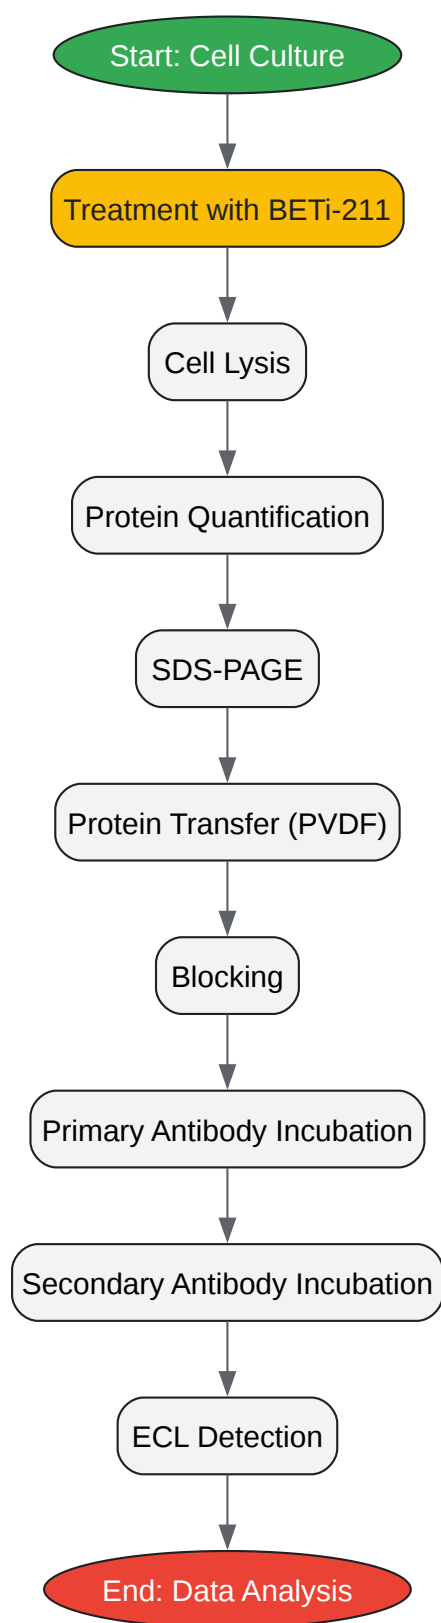 Start: Cell Culture
Treatment with BETi-211
Cell Lysis
Protein Quantification
SDS-PAGE
Protein Transfer (PVDF)
Blocking
Primary Antibody Incubation
Secondary Antibody Incubation
ECL Detection
End: Data Analysis